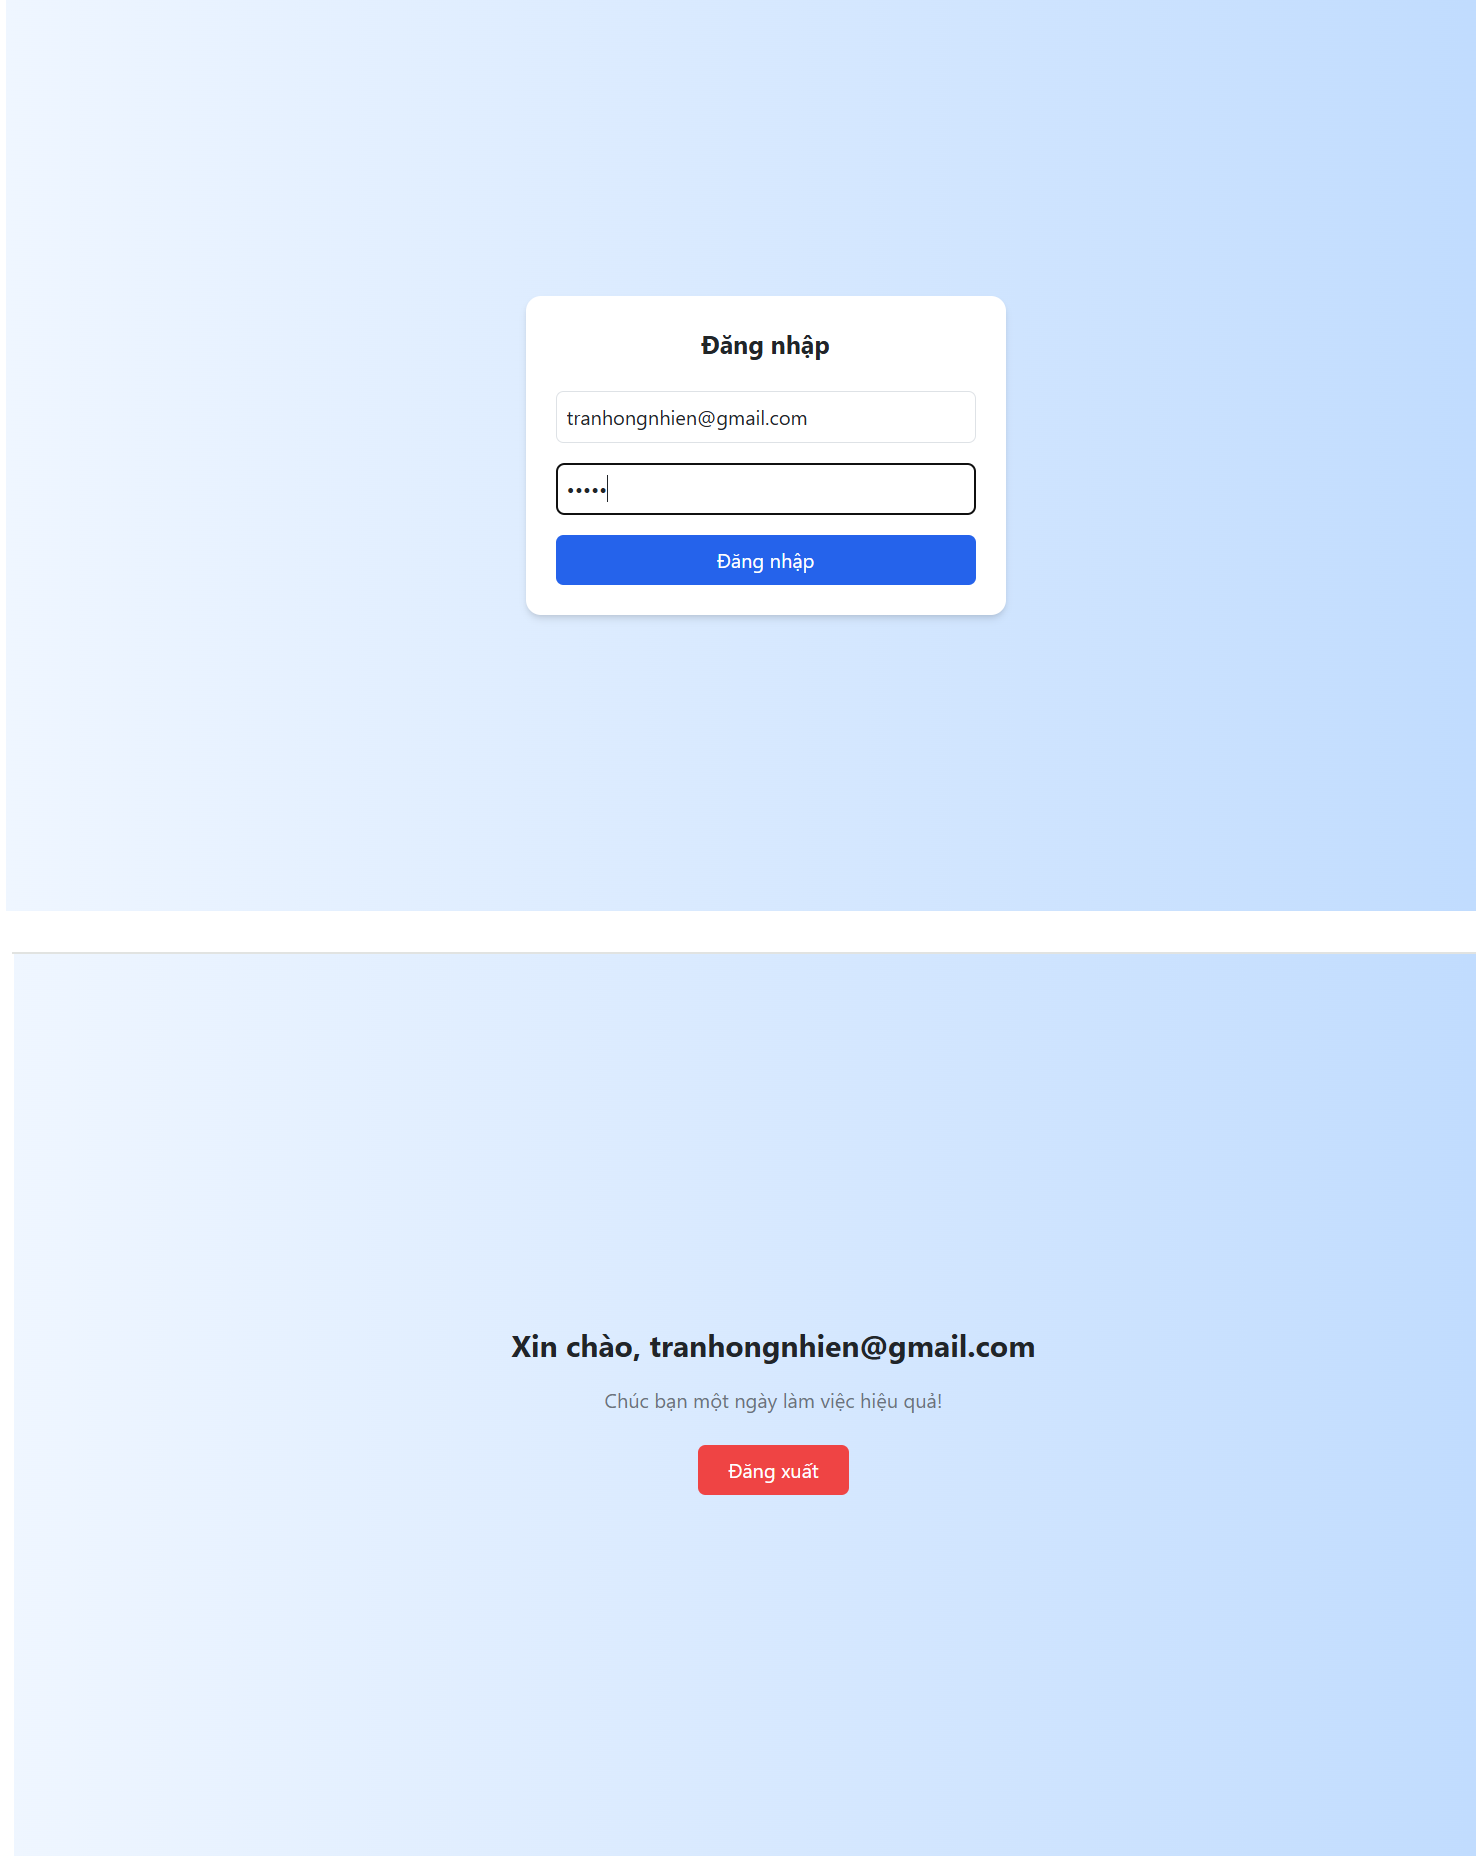 Đăng nhập
tranhongnhien@gmail.com
•••••
Đăng nhập
Xin chào, tranhongnhien@gmail.com
Chúc bạn một ngày làm việc hiệu quả!
Đăng xuất